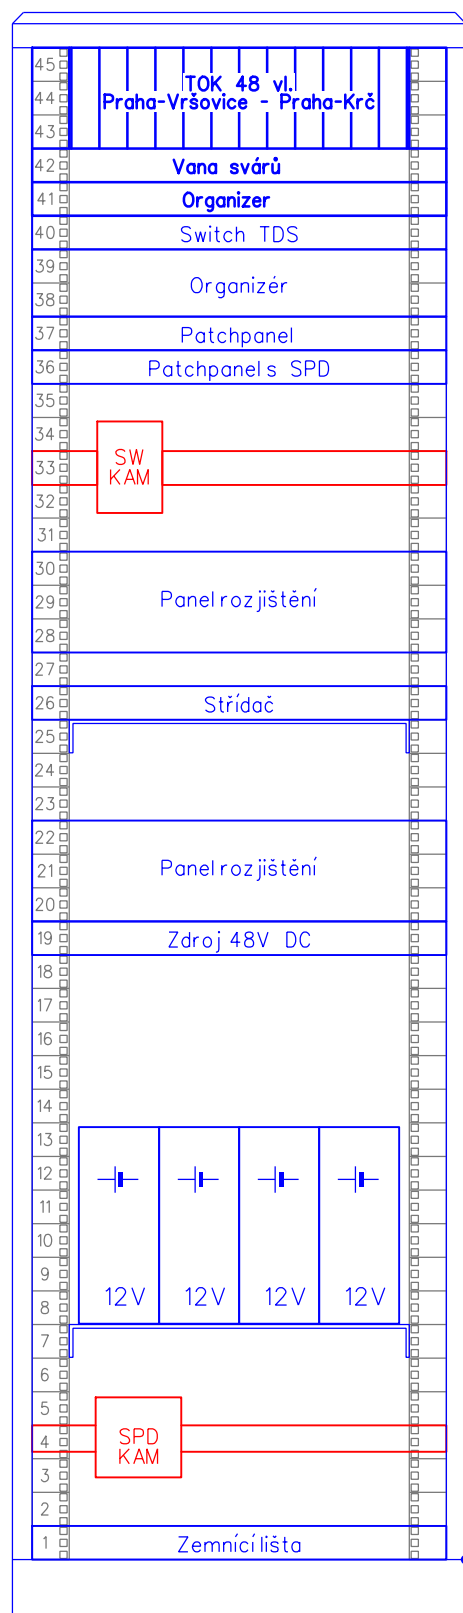 45
TOK 48 vl.
44
Praha-Vršovice - Praha-Krč
43
42 Vana svárů
41 Organizer
40 Switch TDS
39
Organizér
38
37 Patchpanel
36 Patchpanel s SPD
35
34
SW
33
KAM
32
31
30
29 Panel rozjištění
28
27
26 Střídač
25
24
23
22
21 Panel rozjištění
20
19 Zdroj 48V DC
18
17
16
15
14
13
12
11
10
9
8 12V 12V 12V 12V
7
6
5
SPD
4
KAM
3
2
1 Zemnící lišta